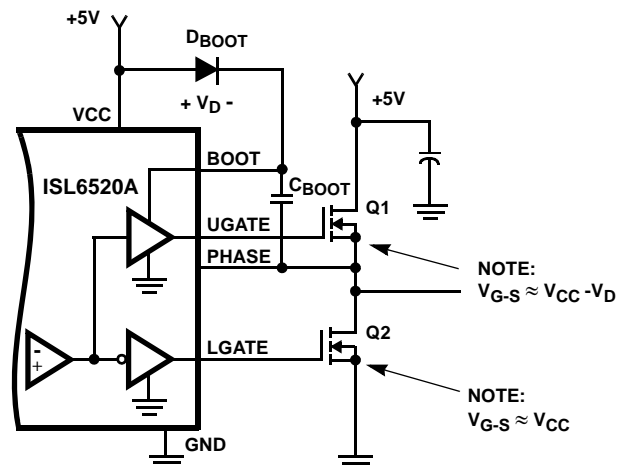 +5V
DBOOT
+ VD -
+5V
VCC
BOOT
ISL6520A
CBOOT
Q1
UGATE
PHASE
NOTE:
VG-S ≈ VCC -VD
Q2
-
+
LGATE
NOTE:
VG-S ≈ VCC
GND